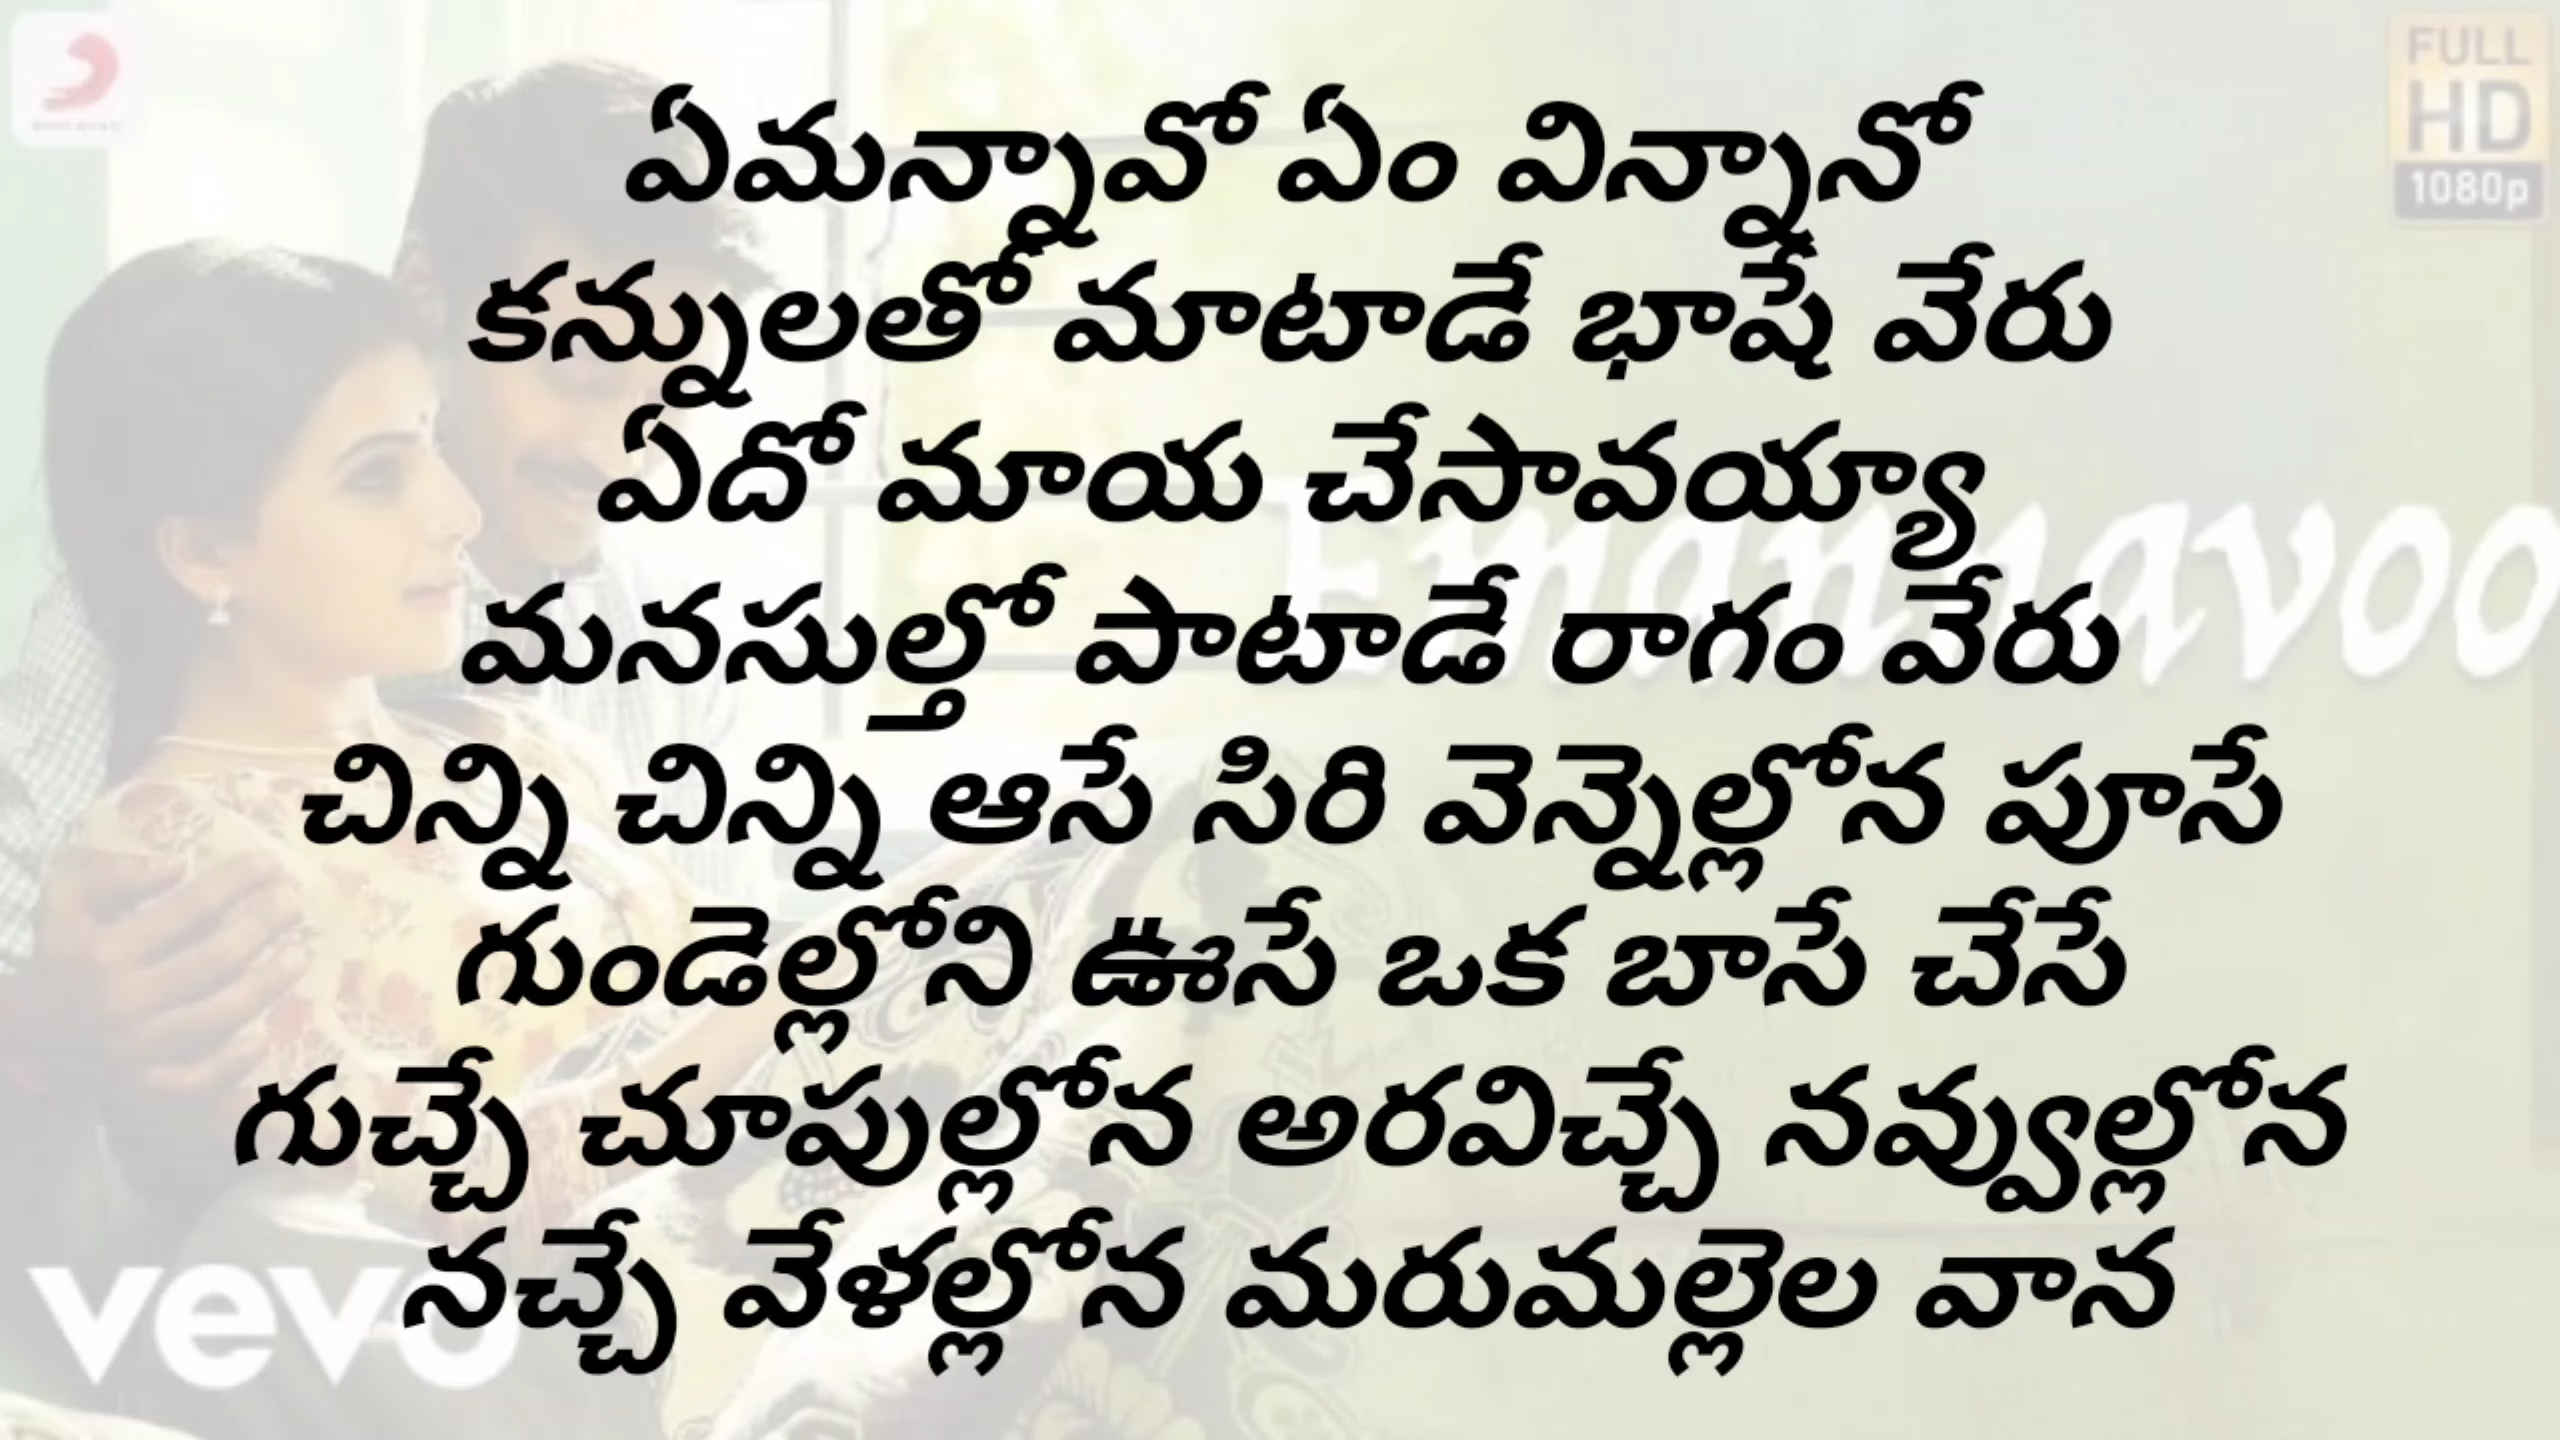 FULL
HD
1080p
ఏమన్నావో ఏం విన్నానో
కన్నులతో మాటాడే భాషే వేరు
ఏదో మాయ చేసావయ్యా
Emannavoo
మనసుల్తో పాటాడే రాగం వేరు
చిన్ని చిన్ని ఆసే సిరి వెన్నెల్లోన పూసే
గుండెల్లోని ఊసే ఒక బాసే చేసే
గుచ్చే చూపుల్లోన అరవిచ్చే నవ్వుల్లోన
నచ్చే వేళల్లోన మరుమల్లెల వాన
vevo